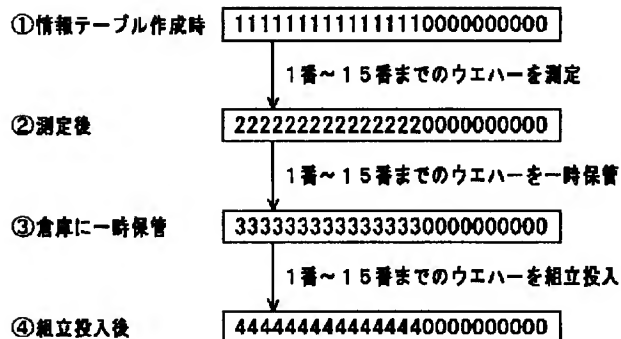 ①情報テーブル作成時 1111111111111110000000000
1番~15番までのウエハーを測定
②測定後 2222222222222220000000000
1番~15番までのウエハーを一時保管
③倉庫に一時保管 3333333333333330000000000
1番~15番までのウエハーを組立投入
④組立投入後 4444444444444440000000000